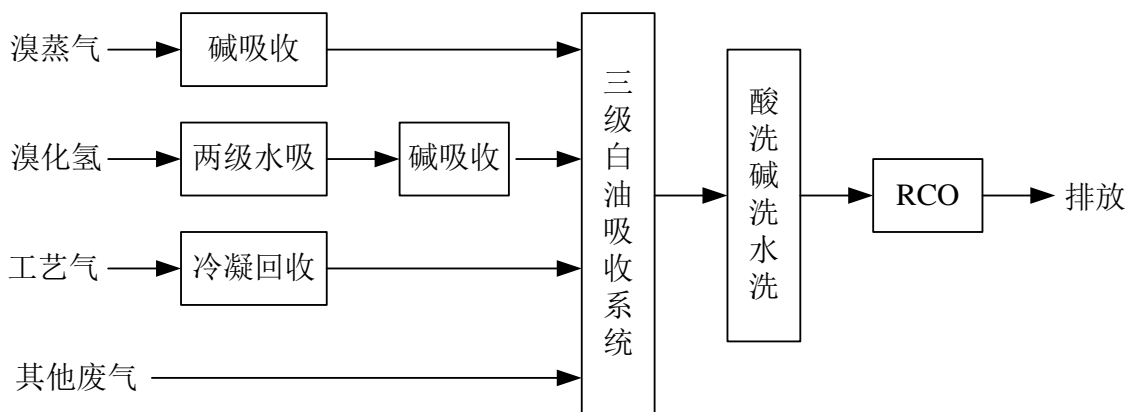 溴蒸气
碱吸收
溴化氢
两级水吸
碱吸收
工艺气
冷凝回收
其他废气
三级白油吸收系统
酸洗碱洗水洗
RCO
排放